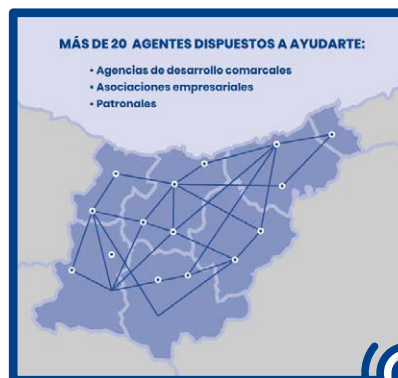 MÁS DE 20 AGENTES DISPUESTOS A AYUDARTE:
• Agencias de desarrollo comarcales
• Asociaciones empresariales
• Patronales